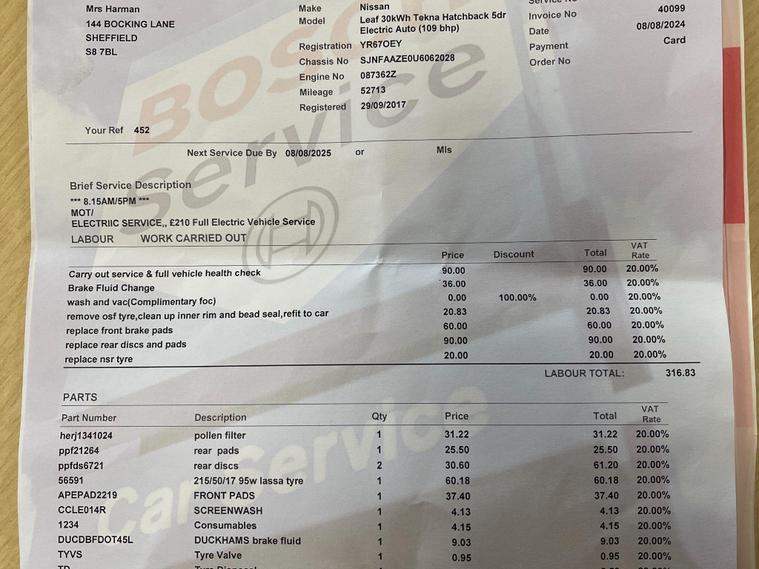 Mrs Harman
144 BOCKING LANE
SHEFFIELD
S8 7BL
Make Nissan
Model Leaf 30kWh Tekna Hatchback 5dr
Electric Auto (109 bhp)
Registration YR67OEY
Chassis No SJNFAAZE0U6062028
Engine No 087362Z
Mileage 52713
Registered 29/09/2017
Invoice No 40099
Date 08/08/2024
Payment Card
Order No
Your Ref 452
Next Service Due By 08/08/2025 or Mls
Brief Service Description
*** 8.15AM/5PM ***
MOT/
ELECTRIIC SERVICE,, £210 Full Electric Vehicle Service
LABOUR WORK CARRIED OUT
Price Discount Total VAT Rate
Carry out service & full vehicle health check 90.00 90.00 20.00%
Brake Fluid Change 36.00 36.00 20.00%
wash and vac(Complimentary foc) 0.00 100.00% 0.00 20.00%
remove osf tyre,clean up inner rim and bead seal,refit to car 20.83 20.83 20.00%
replace front brake pads 60.00 60.00 20.00%
replace rear discs and pads 90.00 90.00 20.00%
replace nsr tyre 20.00 20.00 20.00%
LABOUR TOTAL: 316.83
PARTS
Part Number Description Qty Price Total VAT Rate
herj1341024 pollen filter 1 31.22 31.22 20.00%
ppf21264 rear pads 1 25.50 25.50 20.00%
ppfds6721 rear discs 2 30.60 61.20 20.00%
56591 215/50/17 95w lassa tyre 1 60.18 60.18 20.00%
APEPAD2219 FRONT PADS 1 37.40 37.40 20.00%
CCLE014R SCREENWASH 1 4.13 4.13 20.00%
1234 Consumables 1 4.15 4.15 20.00%
DUCDBFDOT45L DUCKHAMS brake fluid 1 9.03 9.03 20.00%
TYVS Tyre Valve 1 0.95 0.95 20.00%
BOSCH
Service
Car Service